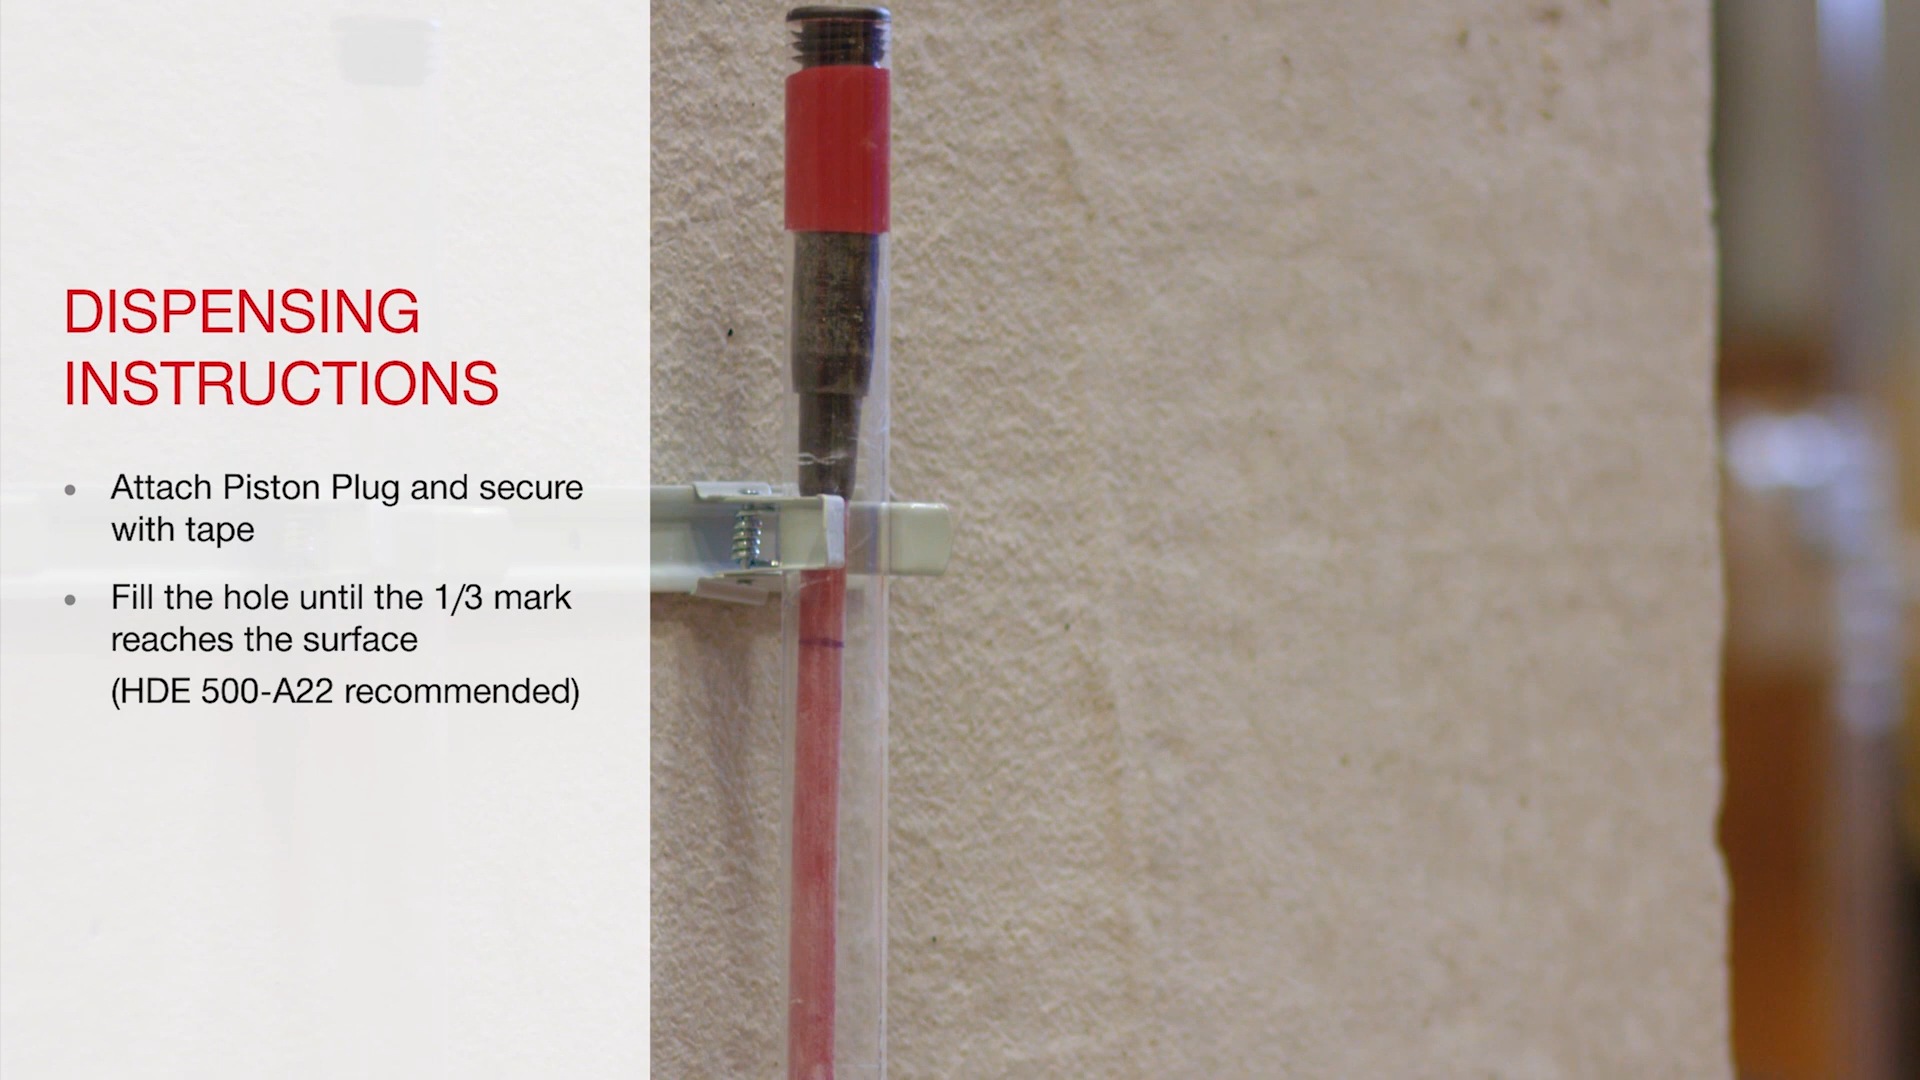 DISPENSING
INSTRUCTIONS
• Attach Piston Plug and secure
with tape
• Fill the hole until the 1/3 mark
reaches the surface
(HDE 500-A22 recommended)